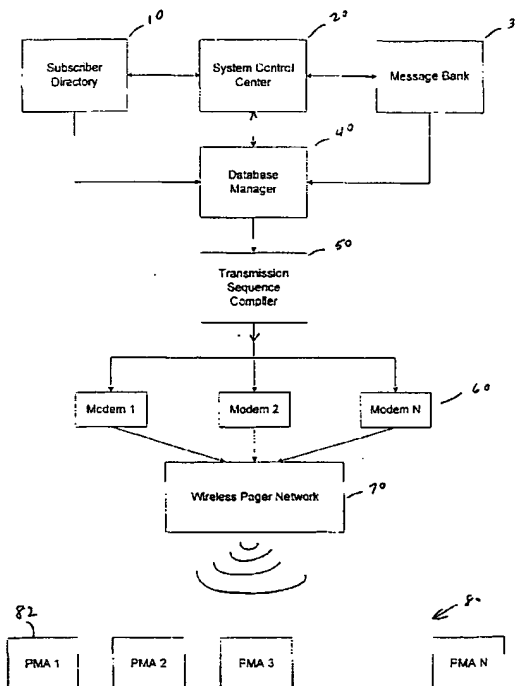 10
20
3
Subscriber
Directory
System Control
Center
Message Bank
40
Database
Manager
50
Transmission
Sequence
Compiler
Modem 1
Modem 2
Modem N
60
Wireless Pager Network
70
82
80
PMA 1
PMA 2
PMA 3
PMA N